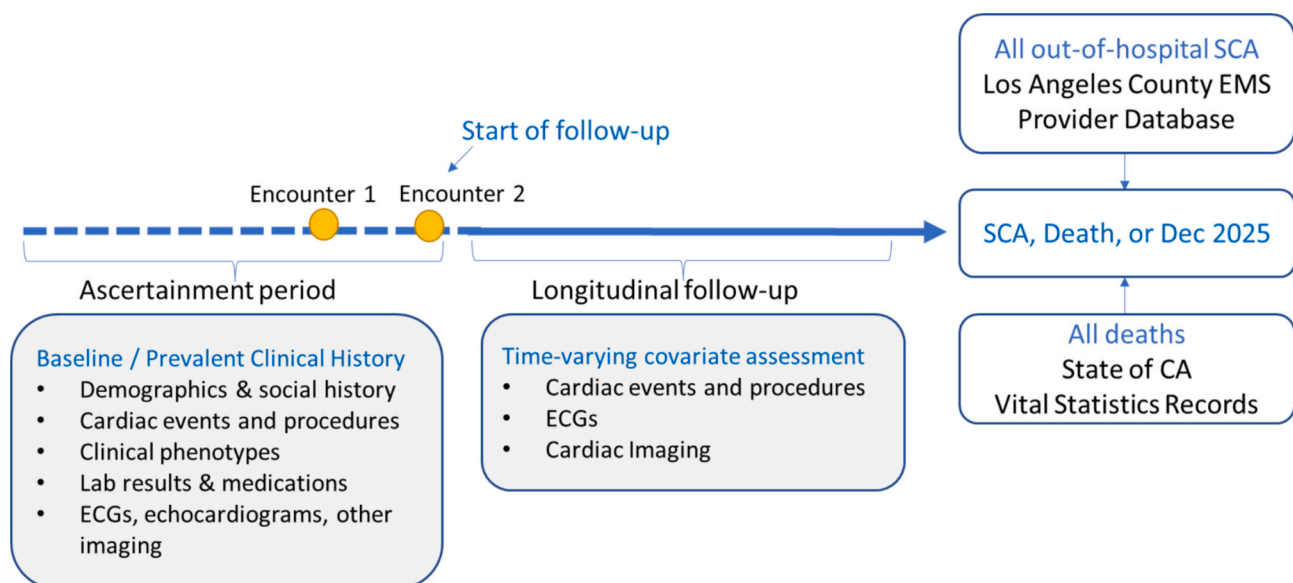 Start of follow-up
Encounter 1
Encounter 2
Ascertainment period
Baseline / Prevalent Clinical History
• Demographics & social history
• Cardiac events and procedures
• Clinical phenotypes
• Lab results & medications
• ECGs, echocardiograms, other
imaging
Longitudinal follow-up
Time-varying covariate assessment
• Cardiac events and procedures
• ECGs
• Cardiac Imaging
All out-of-hospital SCA
Los Angeles County EMS
Provider Database
SCA, Death, or Dec 2025
All deaths
State of CA
Vital Statistics Records